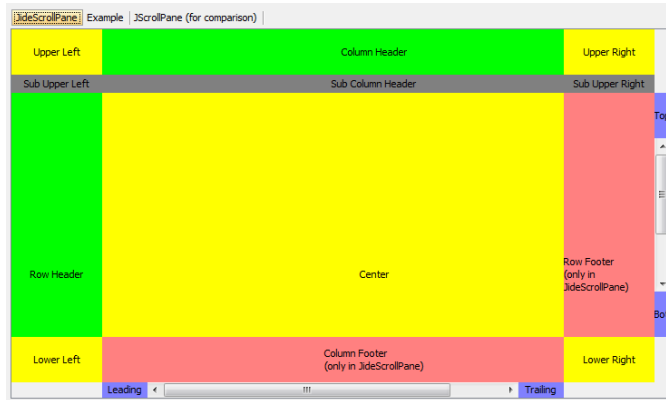 JideScrollPane Example JScrollPane (for comparison)
Upper Left Column Header Upper Right
Sub Upper Left Sub Column Header Sub Upper Right
Top
Row Header Center Row Footer
(only in
JideScrollPane)
Bot
Lower Left Column Footer
(only in JideScrollPane) Lower Right
Leading Trailing